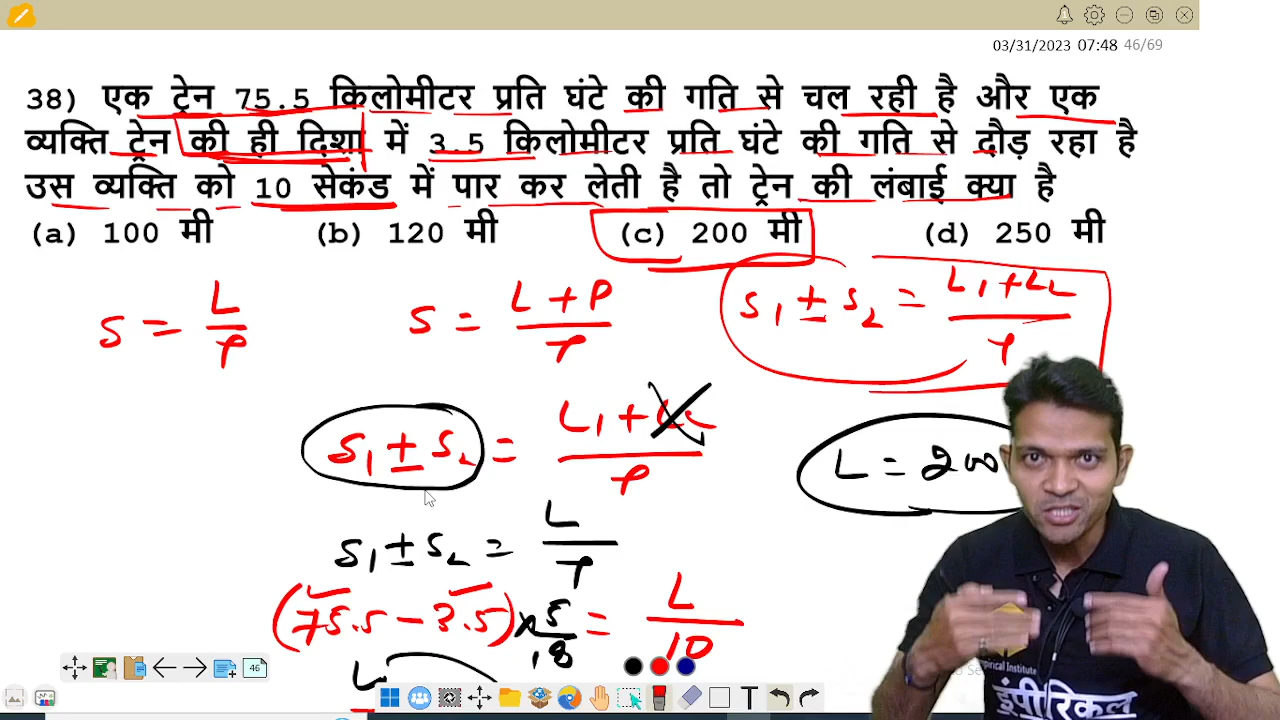 03/31/2023 07:48 46/69
38) एक ट्रेन 75.5 किलोमीटर प्रति घंटे की गति से चल रही है और एक
व्यक्ति ट्रेन की ही दिशा में 3.5 किलोमीटर प्रति घंटे की गति से दौड़ रहा है
उस व्यक्ति को 10 सेकंड में पार कर लेती है तो ट्रेन की लंबाई क्या है
(a) 100 मी (b) 120 मी (c) 200 मी (d) 250 मी
S = L/T S = L+P/T S₁ ± S₂ = L₁+L₂/T
S₁ ± S₂ = L₁+L₂/T L = 200
S₁ ± S₂ = L/T
(75.5 - 3.5) × 5/18 = L/10
L
46
इंपीरिकल